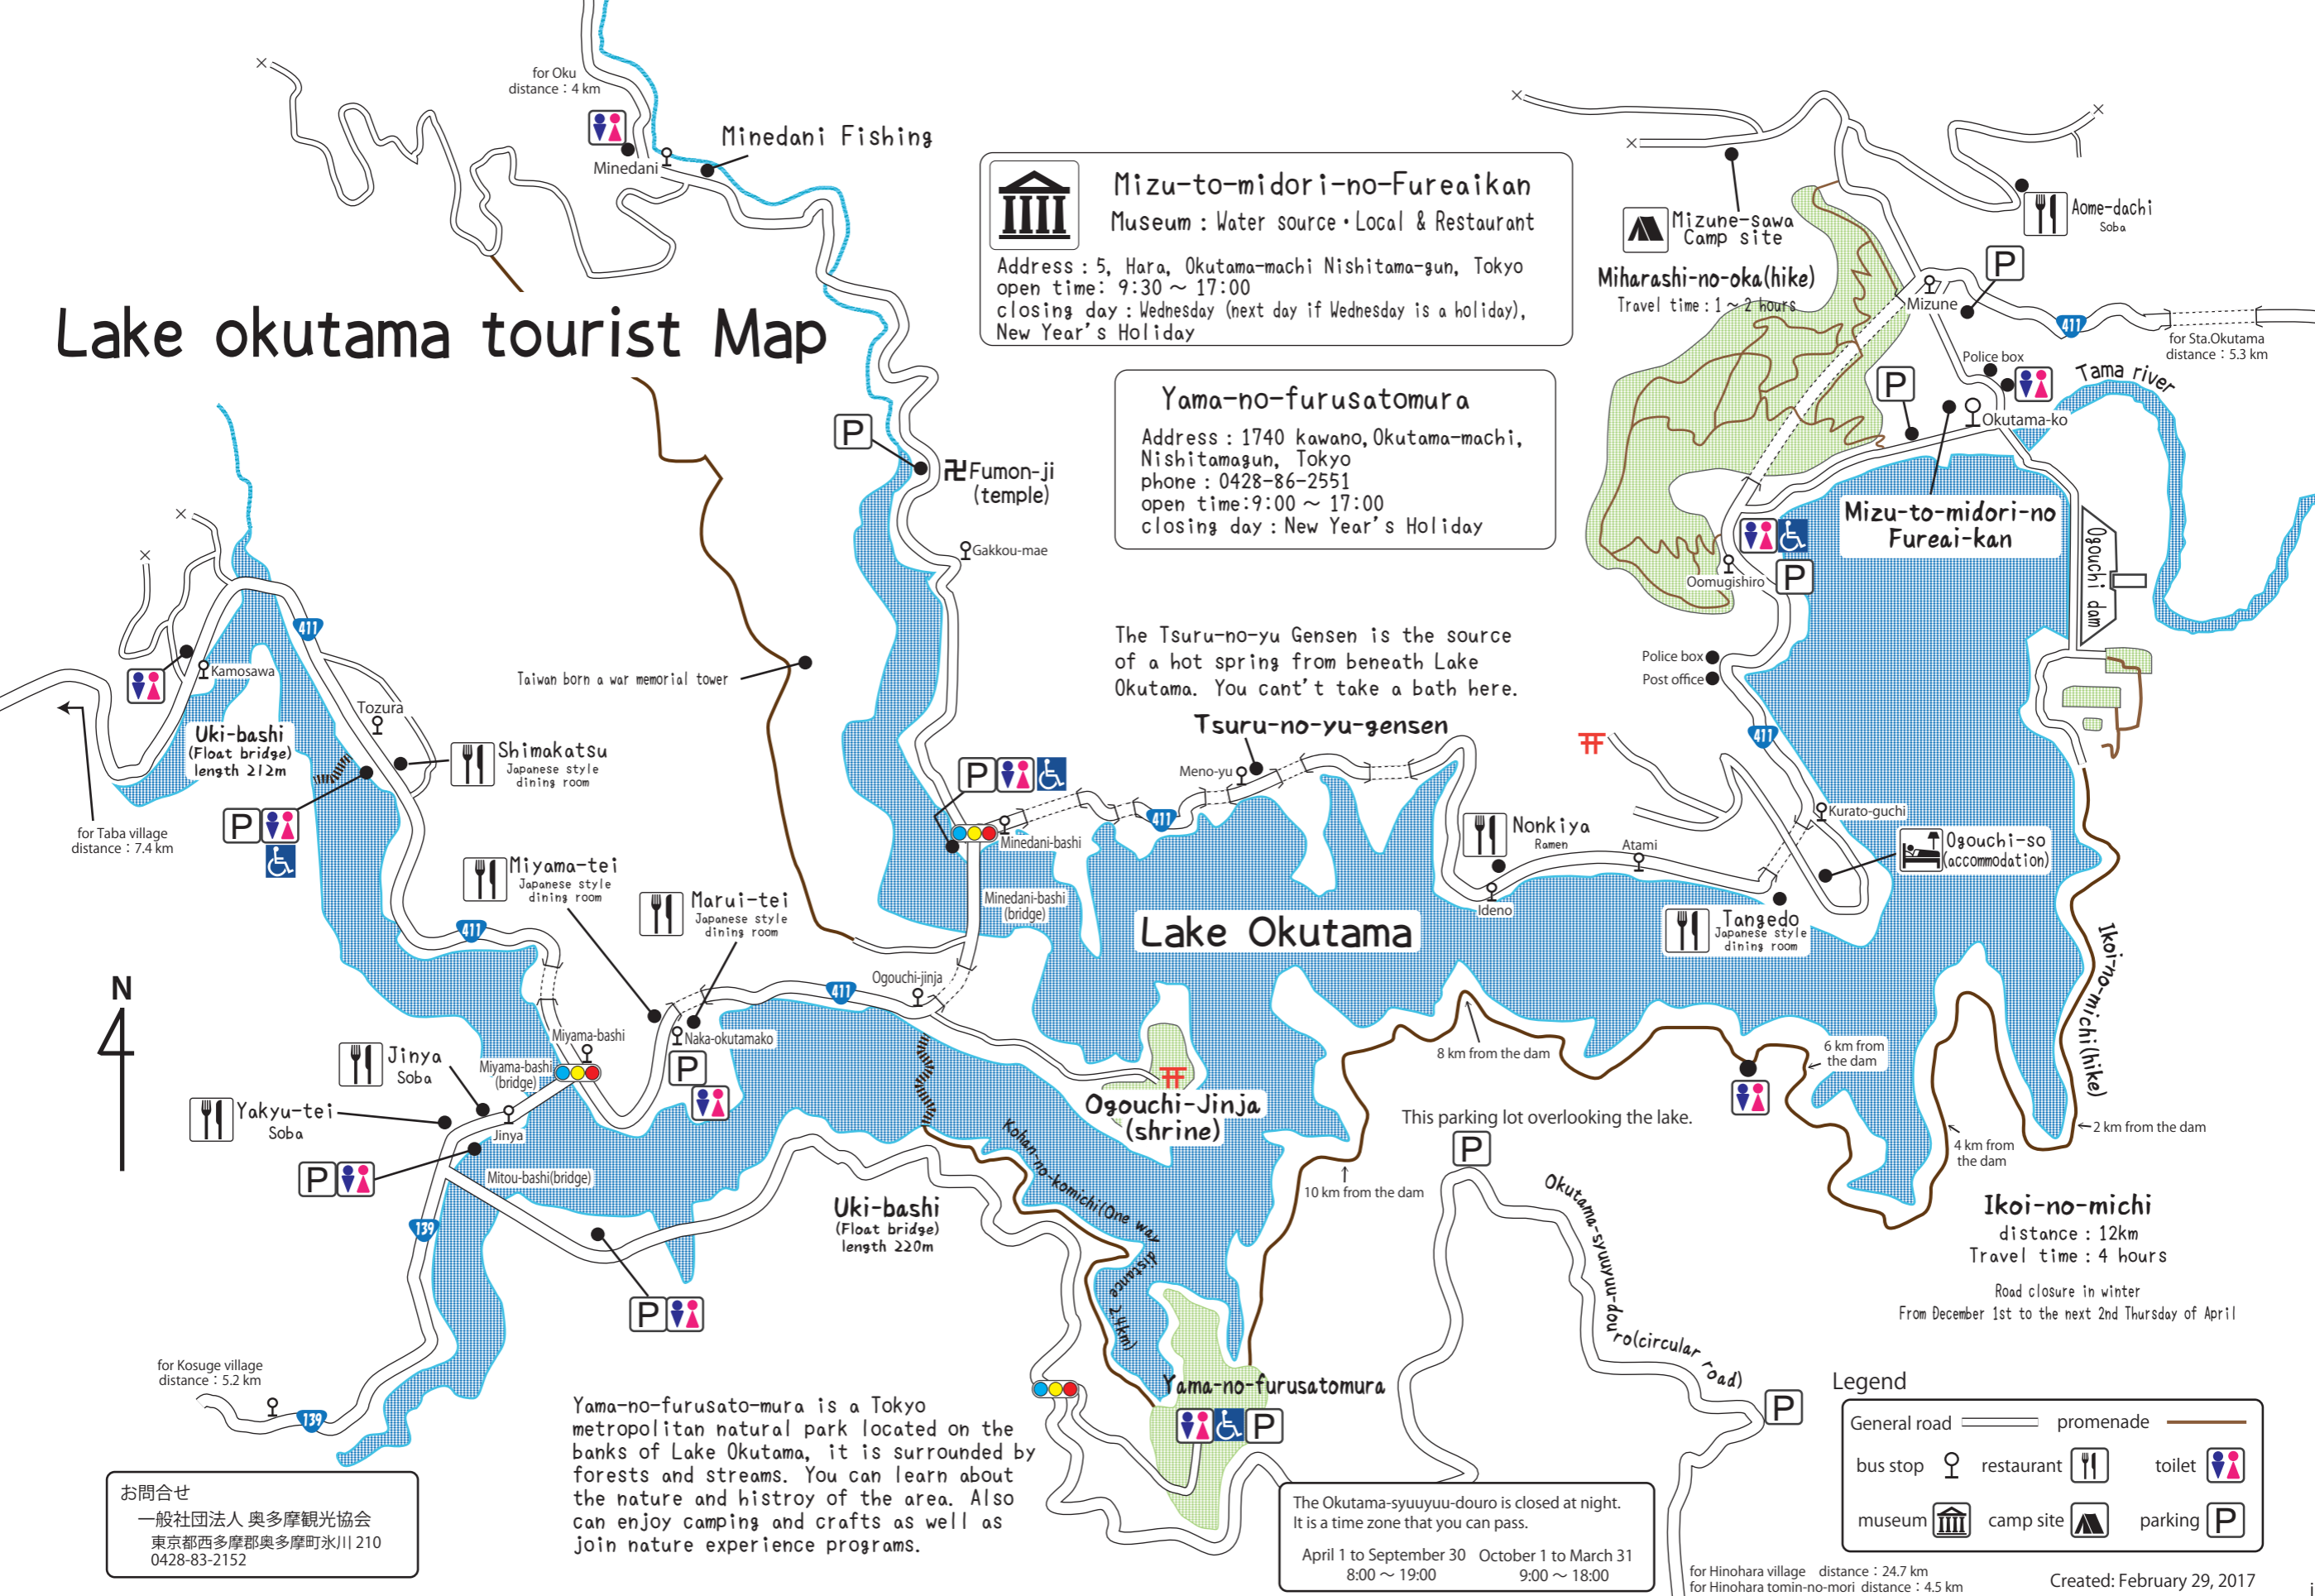 Lake okutama tourist Map
for Oku
distance：4 km
Minedani
Minedani Fishing
Mizu-to-midori-no-Fureaikan
Museum：Water source・Local & Restaurant
Address：5, Hara, Okutama-machi Nishitama-gun, Tokyo
open time: 9:30 ～ 17:00
closing day：Wednesday (next day if Wednesday is a holiday),
New Year's Holiday
Yama-no-furusatomura
Address：1740 kawano, Okutama-machi,
Nishitamagun, Tokyo
phone：0428-86-2551
open time:9:00 ～ 17:00
closing day：New Year's Holiday
Mizune-sawa
Camp site
Aome-dachi
Soba
Miharashi-no-oka(hike)
Travel time：1 ～ 2 hours
P
Mizune
411
for Sta.Okutama
distance：5.3 km
Police box
Tama river
P
Okutama-ko
Mizu-to-midori-no
Fureai-kan
Ogouchi dam
Oomugishiro
P
Police box
Post office
411
P
卍Fumon-ji
(temple)
Gakkou-mae
The Tsuru-no-yu Gensen is the source
of a hot spring from beneath Lake
Okutama. You cant't take a bath here.
Tsuru-no-yu-gensen
Meno-yu
411
Taiwan born a war memorial tower
411
Kamosawa
Tozura
Uki-bashi
(Float bridge)
length 212m
Shimakatsu
Japanese style
dining room
P
for Taba village
distance：7.4 km
P
Minedani-bashi
Minedani-bashi
(bridge)
Nonkiya
Ramen
Ideno
Atami
Kurato-guchi
Ogouchi-so
(accommodation)
Tangedo
Japanese style
dining room
Lake Okutama
Miyama-tei
Japanese style
dining room
Marui-tei
Japanese style
dining room
411
Ogouchi-jinja
411
N
Miyama-bashi
Miyama-bashi
(bridge)
Naka-okutamako
P
Jinya
Soba
Yakyu-tei
Soba
Jinya
P
Mitou-bashi(bridge)
139
P
Uki-bashi
(Float bridge)
length 220m
Ogouchi-Jinja
(shrine)
Kohan-no-komichi(One way distance 2.4km)
8 km from the dam
6 km from
the dam
10 km from the dam
4 km from
the dam
2 km from the dam
Ikoi-no-michi(hike)
This parking lot overlooking the lake.
P
Okutama-syuuyuu-douro(circular road)
P
Ikoi-no-michi
distance：12km
Travel time：4 hours
Road closure in winter
From December 1st to the next 2nd Thursday of April
for Kosuge village
distance：5.2 km
139
Yama-no-furusatomura
P
Yama-no-furusato-mura is a Tokyo
metropolitan natural park located on the
banks of Lake Okutama, it is surrounded by
forests and streams. You can learn about
the nature and histroy of the area. Also
can enjoy camping and crafts as well as
join nature experience programs.
お問合せ
一般社団法人 奥多摩観光協会
東京都西多摩郡奥多摩町氷川 210
0428-83-2152
The Okutama-syuuyuu-douro is closed at night.
It is a time zone that you can pass.
April 1 to September 30 October 1 to March 31
8:00 ～ 19:00 9:00 ～ 18:00
for Hinohara village distance：24.7 km
for Hinohara tomin-no-mori distance：4.5 km
Legend
General road promenade
bus stop restaurant toilet
museum camp site parking P
Created: February 29, 2017